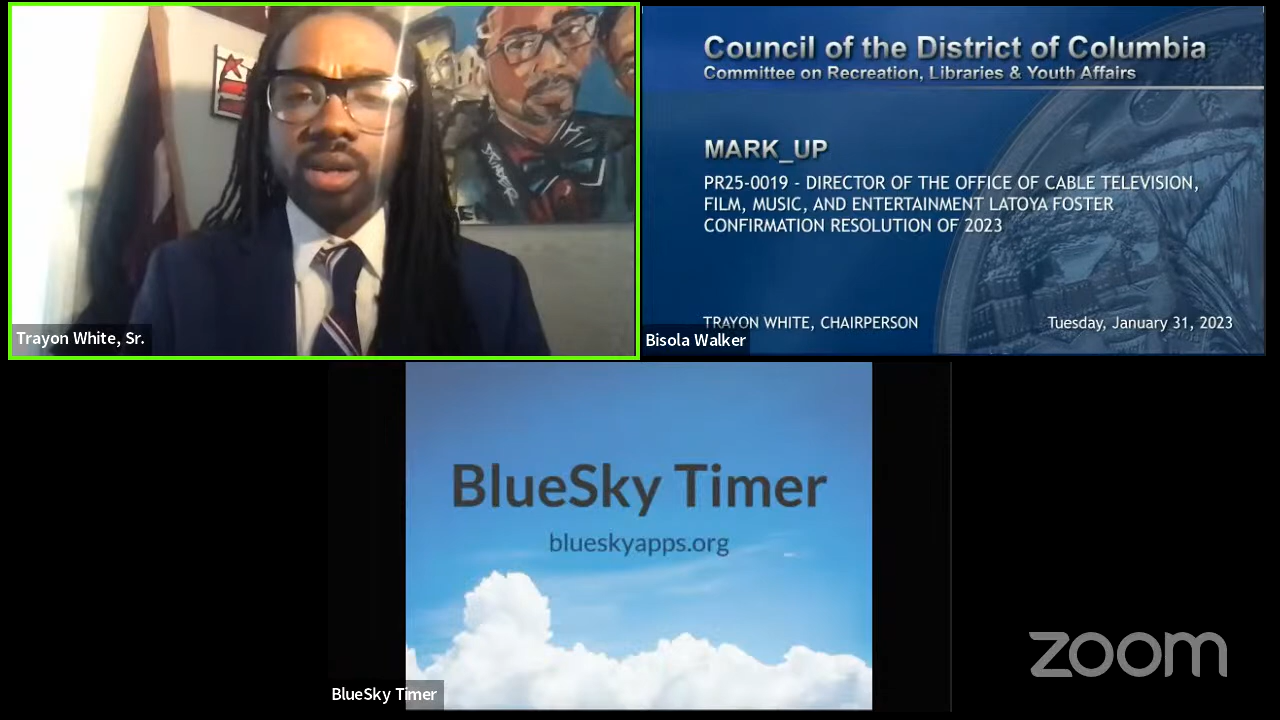 Trayon White, Sr.
DRINDER
Council of the District of Columbia
Committee on Recreation, Libraries & Youth Affairs
MARK_UP
PR25-0019 - DIRECTOR OF THE OFFICE OF CABLE TELEVISION,
FILM, MUSIC, AND ENTERTAINMENT LATOYA FOSTER
CONFIRMATION RESOLUTION OF 2023
TRAYON WHITE, CHAIRPERSON
Tuesday, January 31, 2023
Bisola Walker
BlueSky Timer
blueskyapps.org
BlueSky Timer
zoom